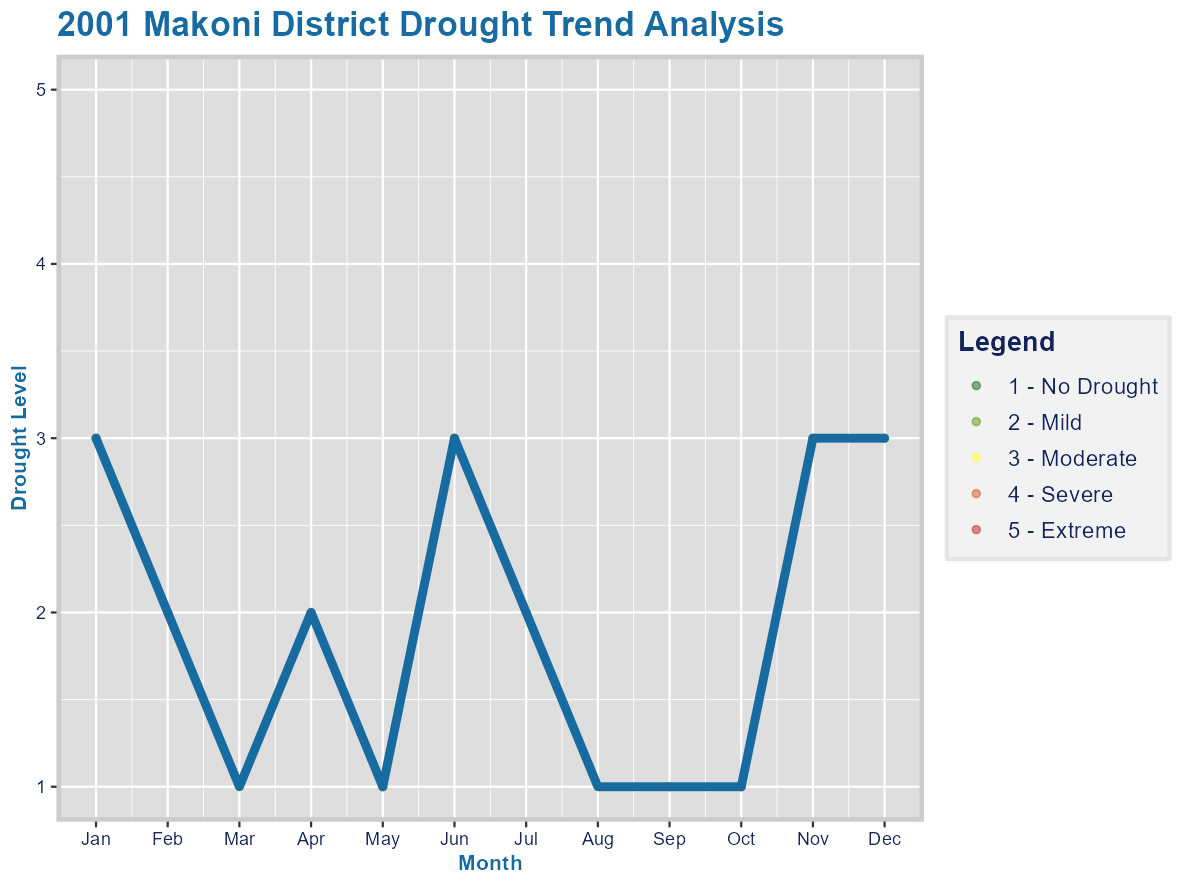 2001 Makoni District Drought Trend Analysis
5
4
3
2
1
Drought Level
Jan Feb Mar Apr May Jun Jul Aug Sep Oct Nov Dec
Month
Legend
1 - No Drought
2 - Mild
3 - Moderate
4 - Severe
5 - Extreme